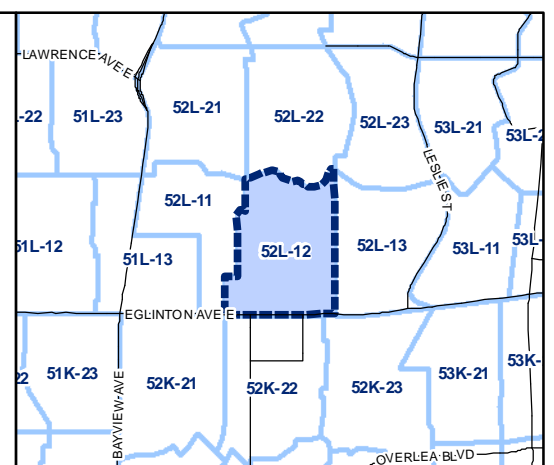 LAWRENCE AVE E
-22
51L-23
52L-21
52L-22
52L-23
53L-21
53L-2
LESLIE ST
52L-11
51L-12
51L-13
52L-12
52L-13
53L-11
53L-
EGLINTON AVE E
22
51K-23
BAYVIEW AVE
52K-21
52K-22
52K-23
53K-21
53K-
OVERLEA BLVD